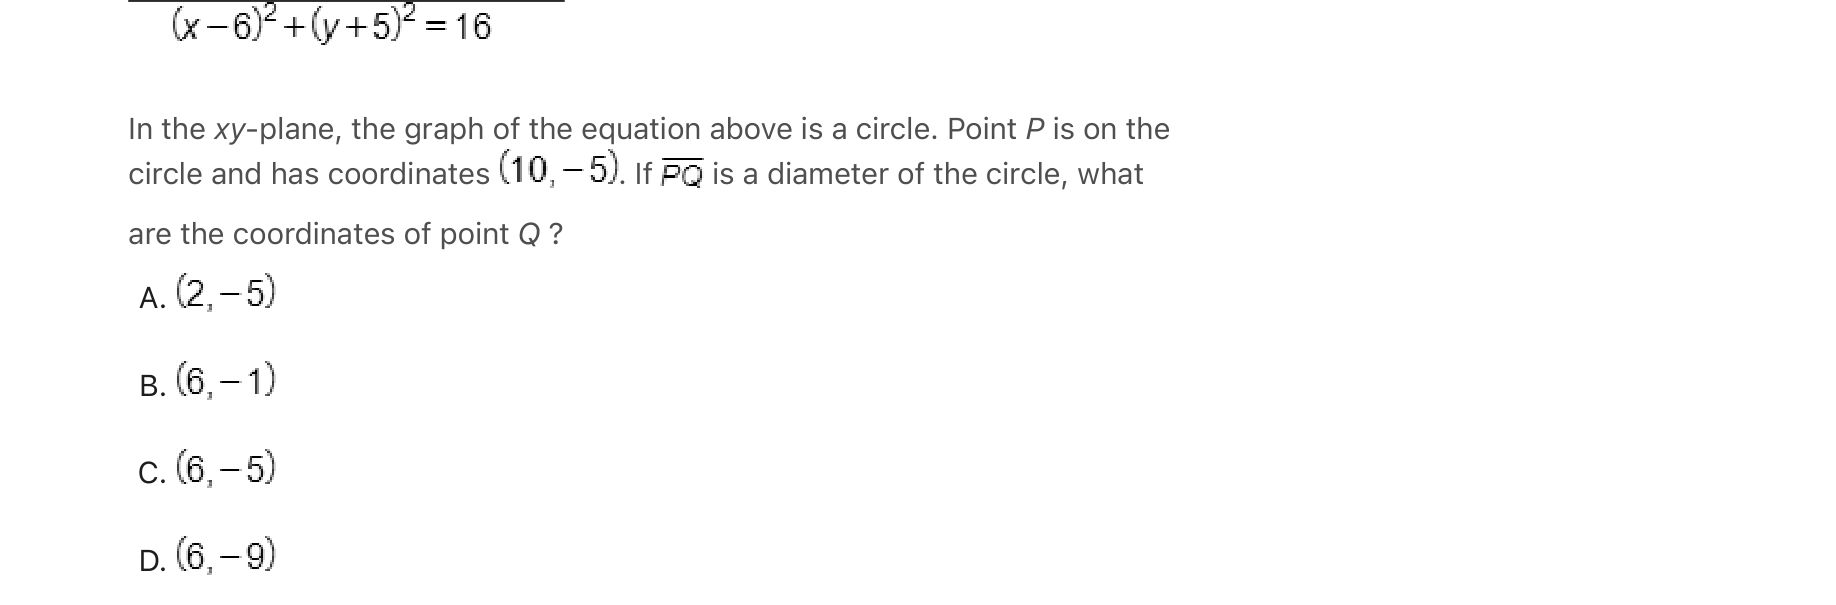 (x−6)²+(y+5)²=16
In the xy-plane, the graph of the equation above is a circle. Point P is on the
circle and has coordinates (10,−5). If P̅Q̅ is a diameter of the circle, what
are the coordinates of point Q ?
A. (2,−5)
B. (6,−1)
C. (6,−5)
D. (6,−9)